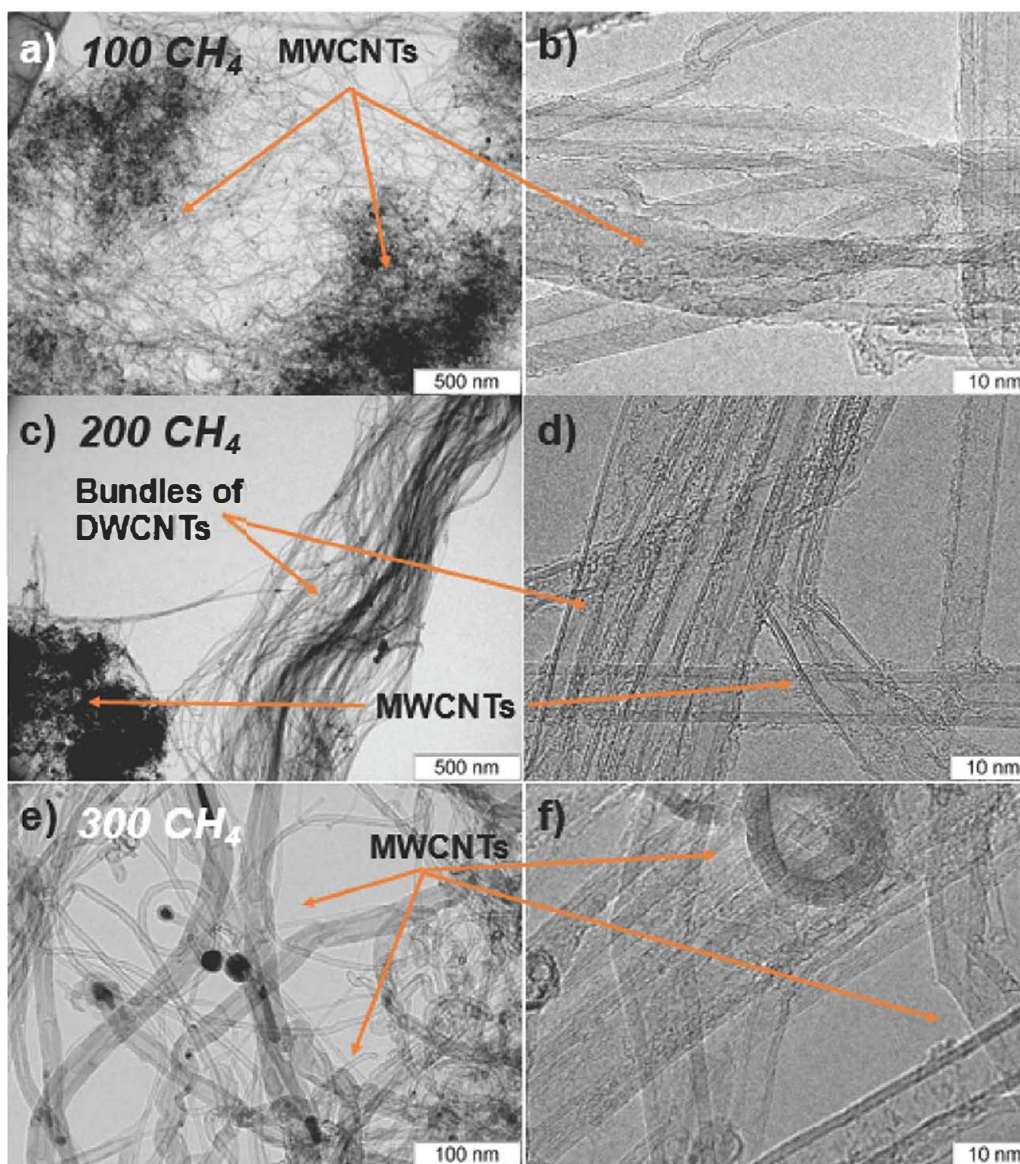 a) 100 CH₄ MWCNTs
b)
500 nm
10 nm
c) 200 CH₄
d)
Bundles of
DWCNTs
MWCNTs
500 nm
10 nm
e) 300 CH₄
f)
MWCNTs
100 nm
10 nm